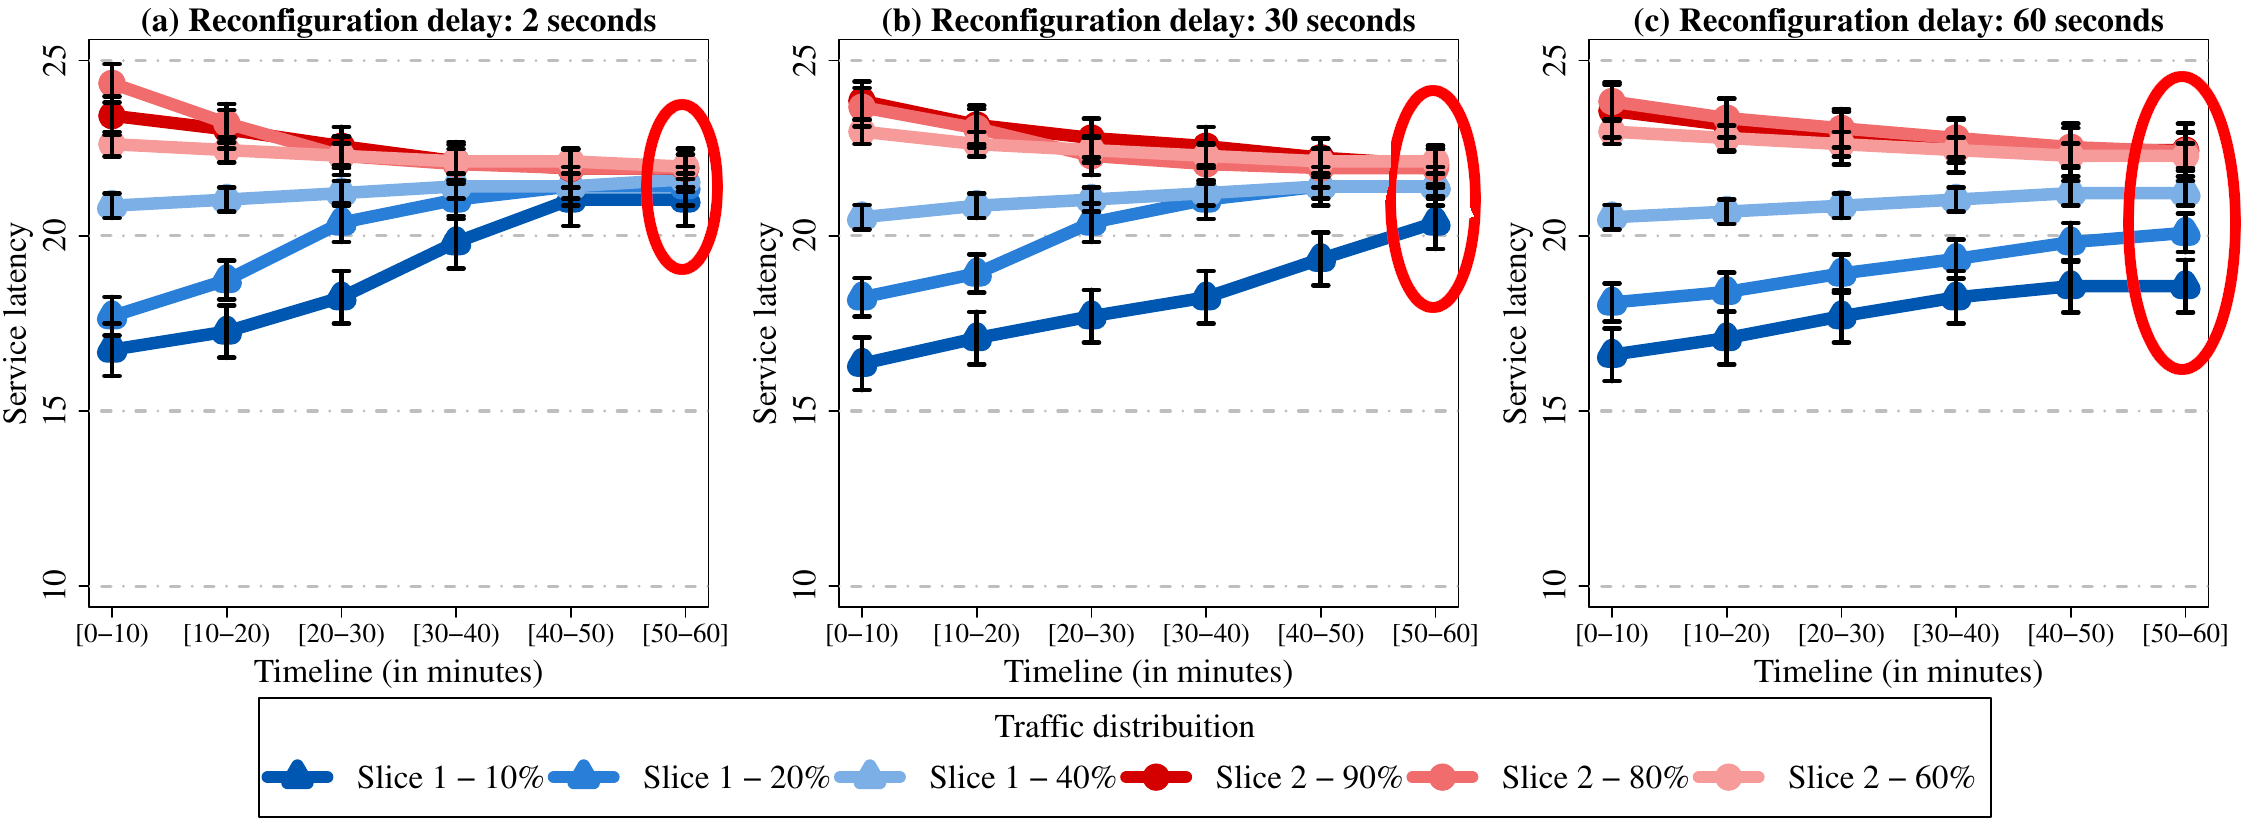 (a) Reconfiguration delay: 2 seconds
Service latency
25
20
15
10
[0–10) [10–20) [20–30) [30–40) [40–50) [50–60]
Timeline (in minutes)
(b) Reconfiguration delay: 30 seconds
Service latency
25
20
15
10
[0–10) [10–20) [20–30) [30–40) [40–50) [50–60]
Timeline (in minutes)
(c) Reconfiguration delay: 60 seconds
Service latency
25
20
15
10
[0–10) [10–20) [20–30) [30–40) [40–50) [50–60]
Timeline (in minutes)
Traffic distribuition
Slice 1 – 10% Slice 1 – 20% Slice 1 – 40% Slice 2 – 90% Slice 2 – 80% Slice 2 – 60%